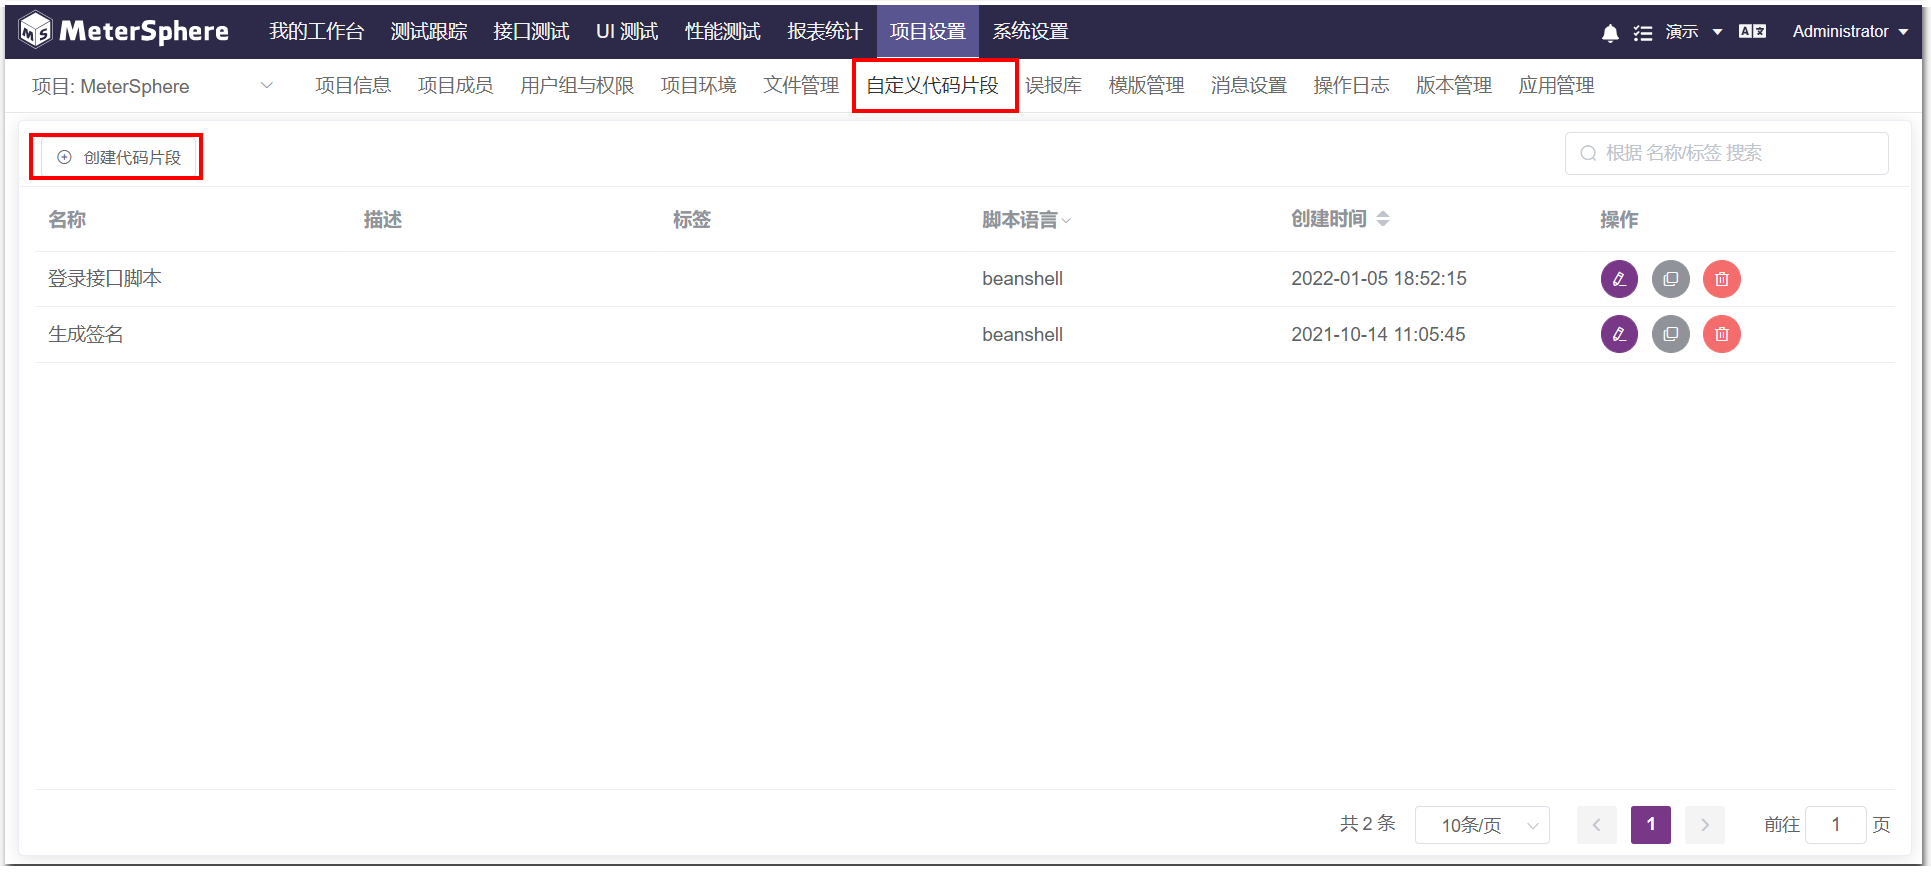 MeterSphere 我的工作台 测试跟踪 接口测试 UI 测试 性能测试 报表统计 项目设置 系统设置 演示 Administrator
项目: MeterSphere 项目信息 项目成员 用户组与权限 项目环境 文件管理 自定义代码片段 误报库 模版管理 消息设置 操作日志 版本管理 应用管理
创建代码片段 根据 名称/标签 搜索
名称 描述 标签 脚本语言 创建时间 操作
登录接口脚本 beanshell 2022-01-05 18:52:15
生成签名 beanshell 2021-10-14 11:05:45
共 2 条 10条/页 1 前往 1 页